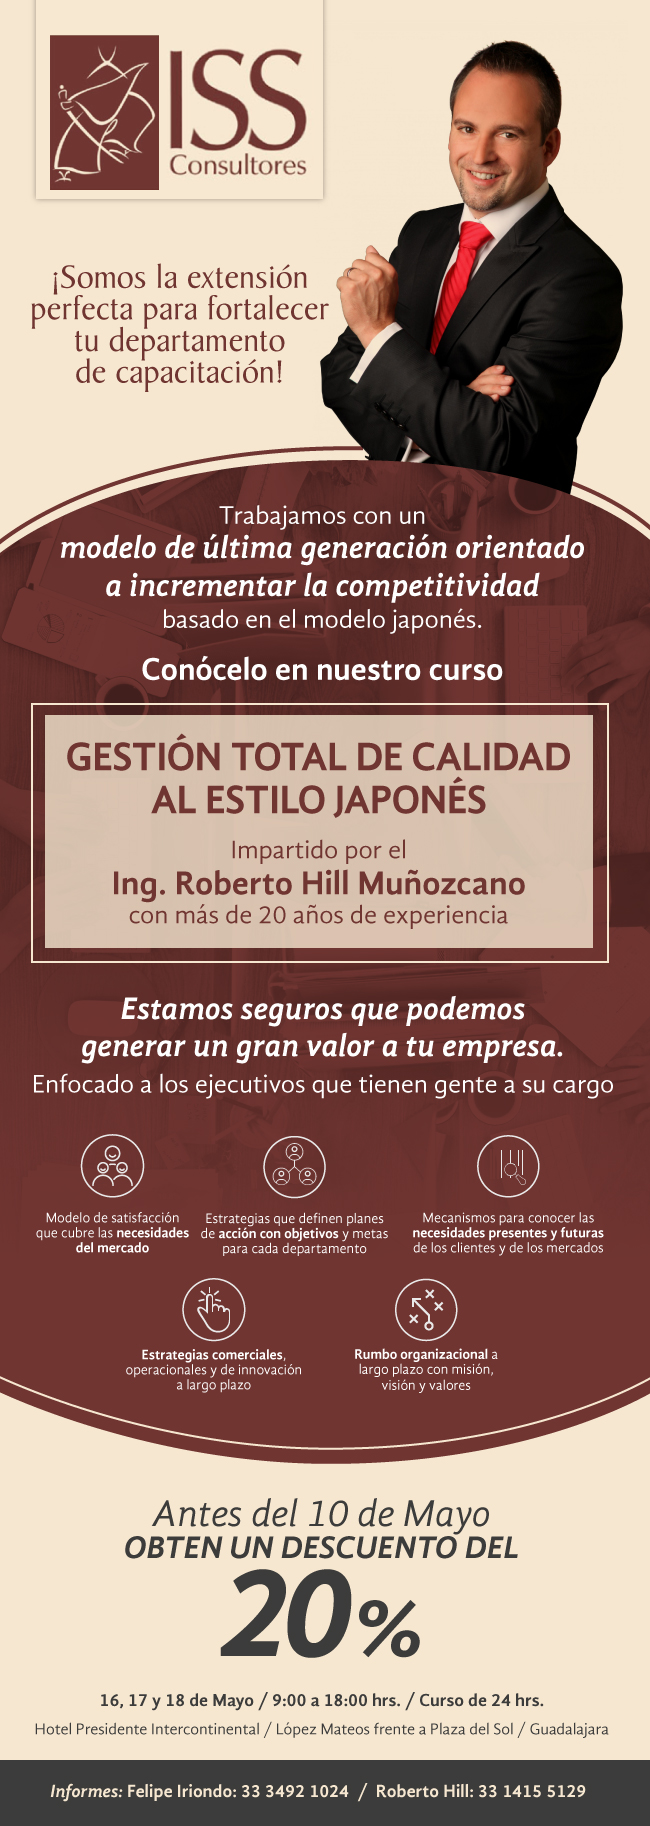 ISS
Consultores
¡Somos la extensión
perfecta para fortalecer
tu departamento
de capacitación!
Trabajamos con un
modelo de última generación orientado
a incrementar la competitividad
basado en el modelo japonés.
Conócelo en nuestro curso
GESTIÓN TOTAL DE CALIDAD
AL ESTILO JAPONÉS
Impartido por el
Ing. Roberto Hill Muñozcano
con más de 20 años de experiencia
Estamos seguros que podemos
generar un gran valor a tu empresa.
Enfocado a los ejecutivos que tienen gente a su cargo
Modelo de satisfacción
que cubre las necesidades
del mercado
Estrategias que definen planes
de acción con objetivos y metas
para cada departamento
Mecanismos para conocer las
necesidades presentes y futuras
de los clientes y de los mercados
Estrategias comerciales,
operacionales y de innovación
a largo plazo
Rumbo organizacional a
largo plazo con misión,
visión y valores
Antes del 10 de Mayo
OBTEN UN DESCUENTO DEL
20%
16, 17 y 18 de Mayo / 9:00 a 18:00 hrs. / Curso de 24 hrs.
Hotel Presidente Intercontinental / López Mateos frente a Plaza del Sol / Guadalajara
Informes: Felipe Iriondo: 33 3492 1024 / Roberto Hill: 33 1415 5129